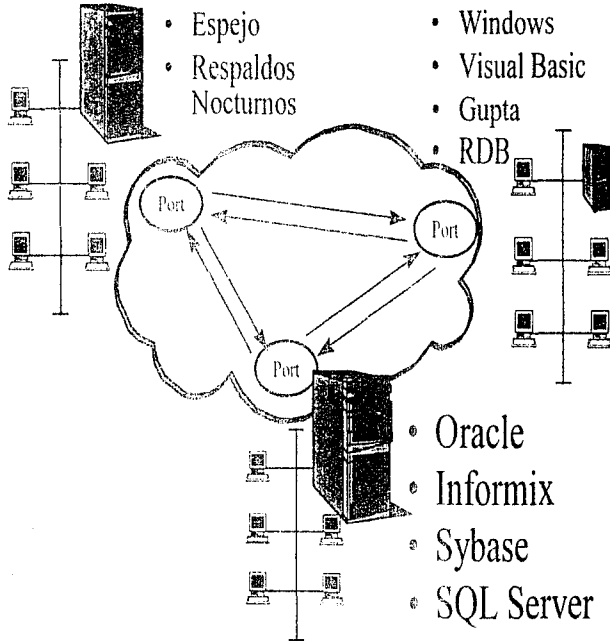 Espejo
Respaldos
Nocturnos
Windows
Visual Basic
Gupta
RDB
Port
Port
Port
Oracle
Informix
Sybase
SQL Server